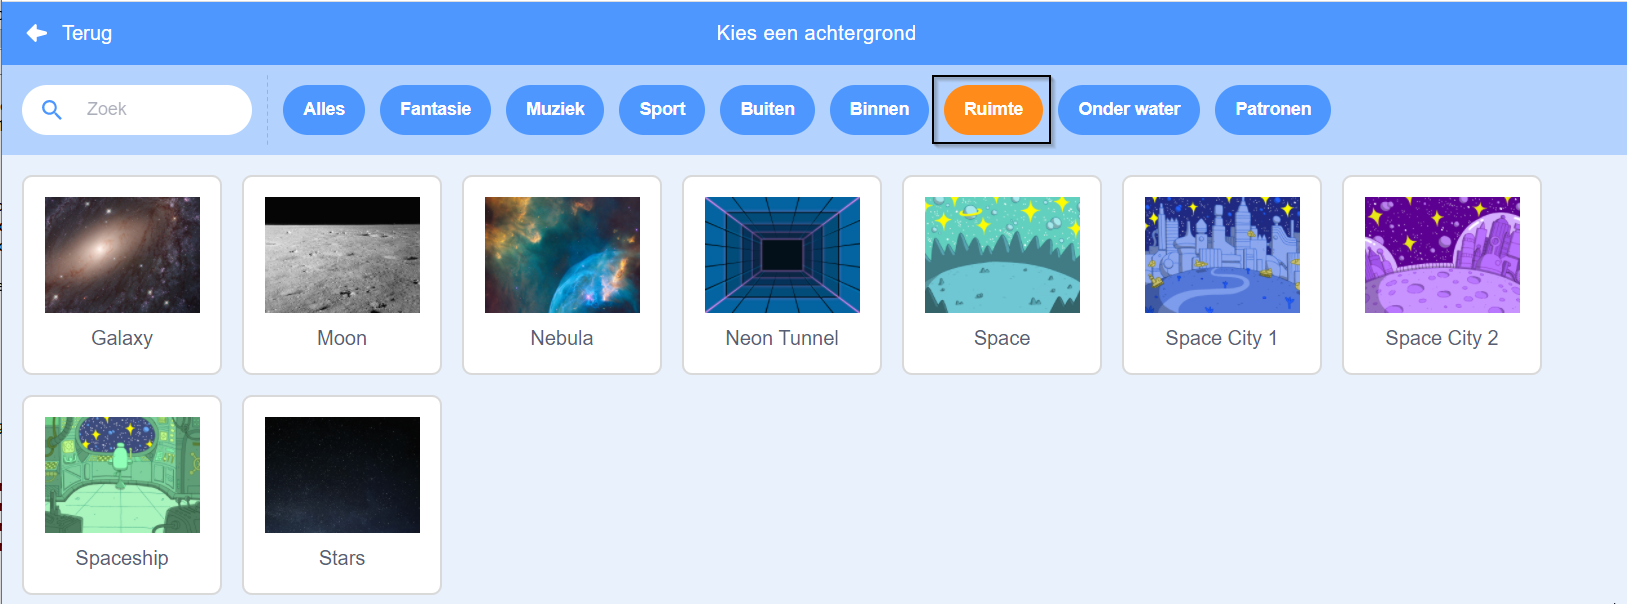 Terug
Kies een achtergrond
Zoek
Alles
Fantasie
Muziek
Sport
Buiten
Binnen
Ruimte
Onder water
Patronen
Galaxy
Moon
Nebula
Neon Tunnel
Space
Space City 1
Space City 2
Spaceship
Stars